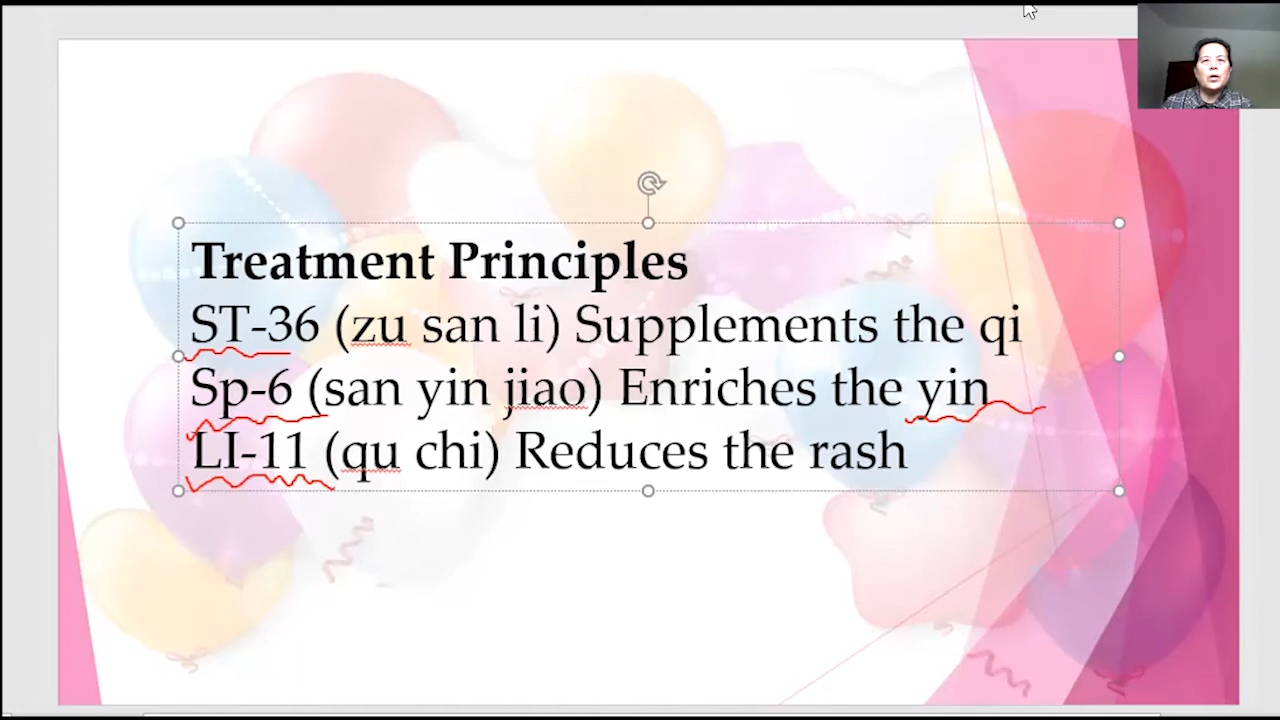 Treatment Principles
ST-36 (zu san li) Supplements the qi
Sp-6 (san yin jiao) Enriches the yin
LI-11 (qu chi) Reduces the rash